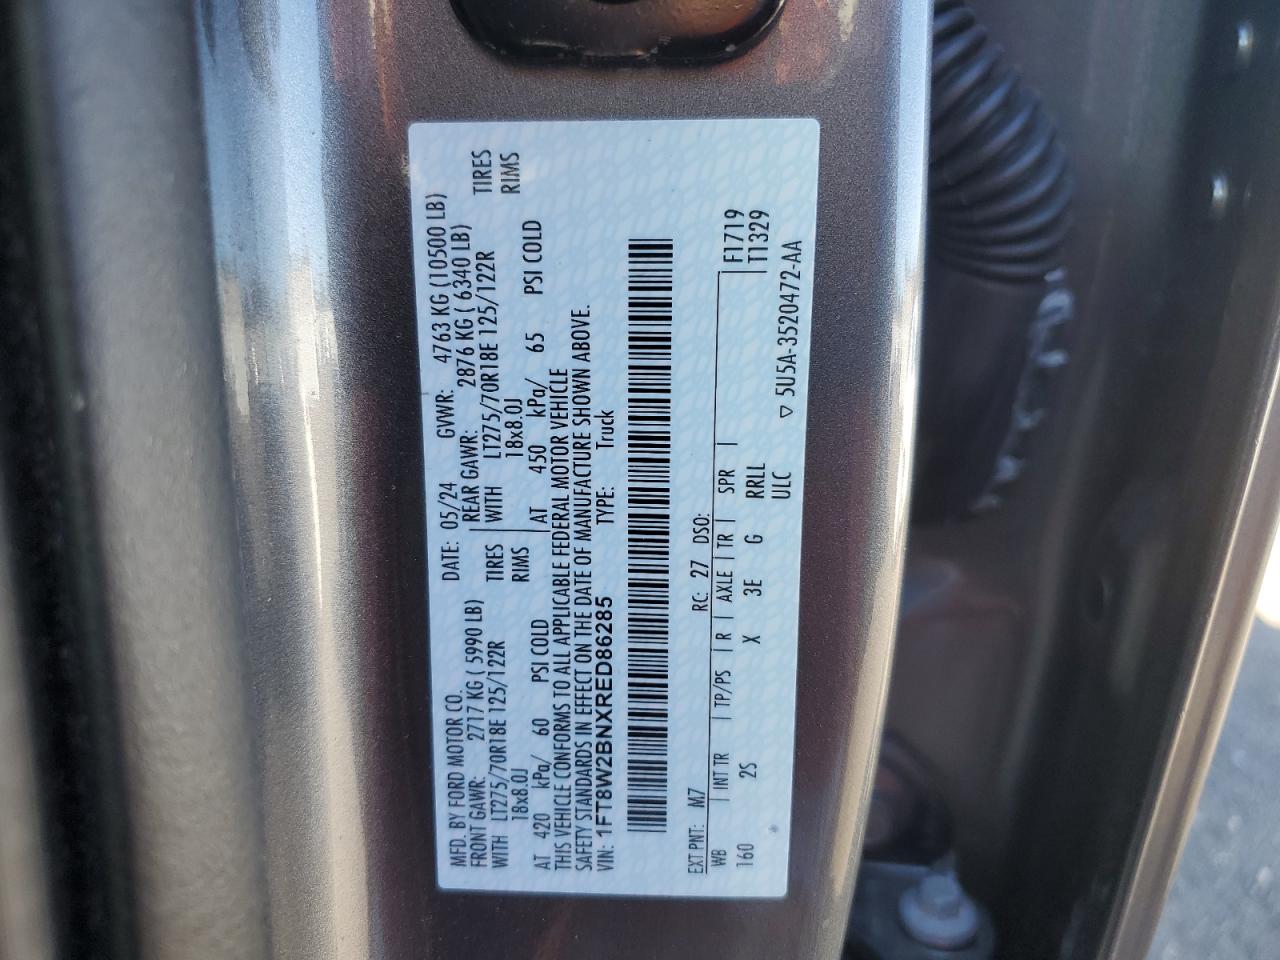 MFD. BY FORD MOTOR CO. DATE: 05/24 GVWR: 4763 KG (10500 LB)
FRONT GAWR: 2717 KG ( 5990 LB) REAR GAWR: 2876 KG ( 6340 LB)
WITH LT275/70R18E 125/122R TIRES WITH LT275/70R18E 125/122R TIRES
18x8.0J RIMS 18x8.0J RIMS
AT 420 kPa/ 60 PSI COLD AT 450 kPa/ 65 PSI COLD
THIS VEHICLE CONFORMS TO ALL APPLICABLE FEDERAL MOTOR VEHICLE
SAFETY STANDARDS IN EFFECT ON THE DATE OF MANUFACTURE SHOWN ABOVE.
VIN: 1FT8W2BNXRED86285 TYPE: Truck
EXT PNT: M7 RC: 27 DSO:
WB INT TR TP/PS R AXLE TR SPR F1719
160 2S X 3E G RRLL T1329
ULC
▽ 5U5A-3520472-AA